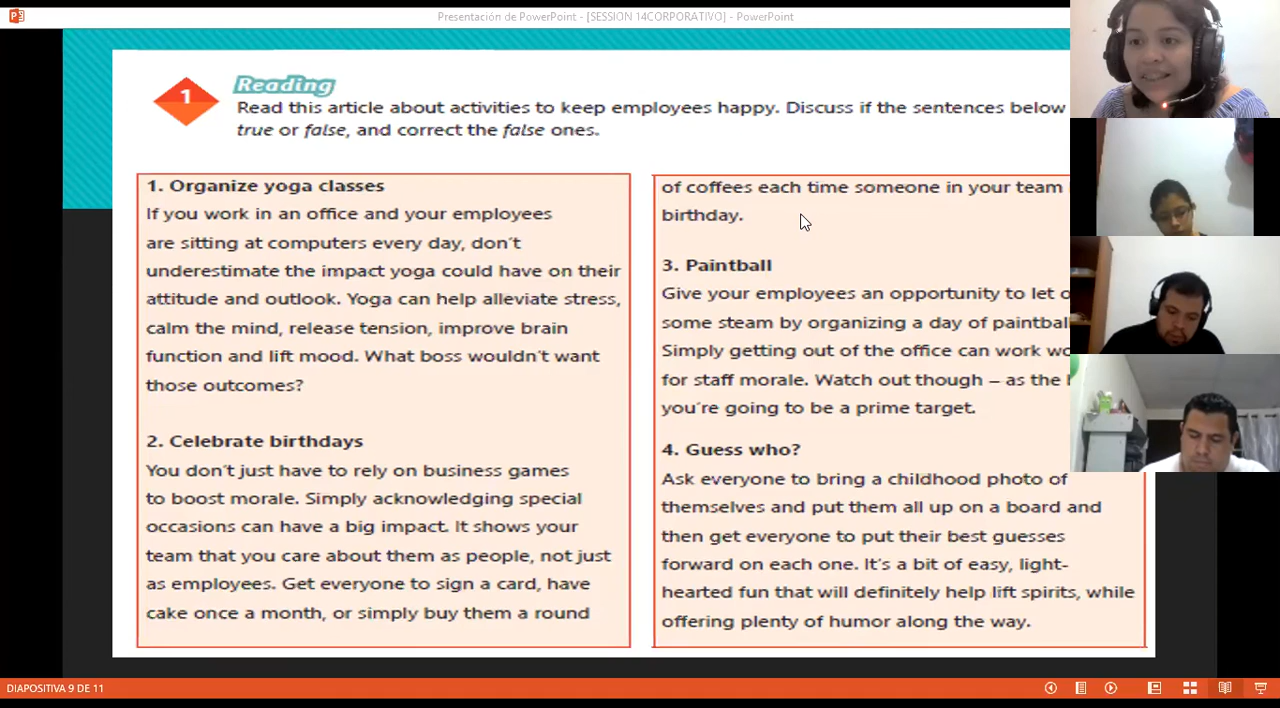 Presentación de PowerPoint - [SESSION 14CORPORATIVO] - PowerPoint
1
Reading
Read this article about activities to keep employees happy. Discuss if the sentences below
true or false, and correct the false ones.
1. Organize yoga classes
If you work in an office and your employees
are sitting at computers every day, don´t
underestimate the impact yoga could have on their
attitude and outlook. Yoga can help alleviate stress,
calm the mind, release tension, improve brain
function and lift mood. What boss wouldn´t want
those outcomes?
2. Celebrate birthdays
You don´t just have to rely on business games
to boost morale. Simply acknowledging special
occasions can have a big impact. It shows your
team that you care about them as people, not just
as employees. Get everyone to sign a card, have
cake once a month, or simply buy them a round
of coffees each time someone in your team
birthday.
3. Paintball
Give your employees an opportunity to let
some steam by organizing a day of
Simply getting out of the office can work
for staff morale. Watch out though – as the
you´re going to be a prime target.
4. Guess who?
Ask everyone to bring a childhood photo of
themselves and put them all up on a board and
then get everyone to put their best guesses
forward on each one. It´s a bit of easy, light-
hearted fun that will definitely help lift spirits, while
offering plenty of humor along the way.
DIAPOSITIVA 9 DE 11